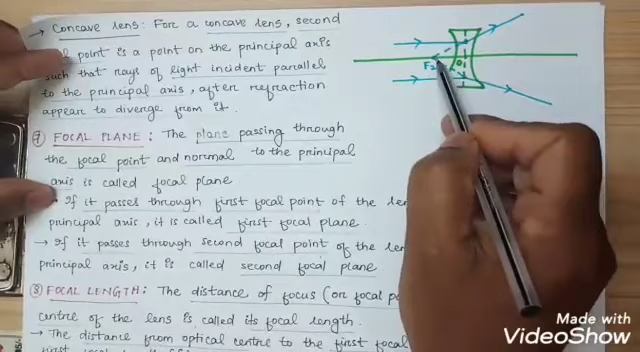 → Concave lens: For a concave lens, second
point is a point on the principal axis
such that rays of light incident parallel
to the principal axis, after refraction
appear to diverge from it.
F2
O
⑦ FOCAL PLANE: The plane passing through
the focal point and normal to the principal
axis is called focal plane
→ If it passes through first focal point of the
principal axis, it is called first focal plane.
→ If it passes through second focal point of the
principal axis, it is called second focal plane
⑧ FOCAL LENGTH: The distance of focus (or focal
centre of the lens is called its focal length.
→ The distance from optical centre to the first focal
Made with
VideoShow